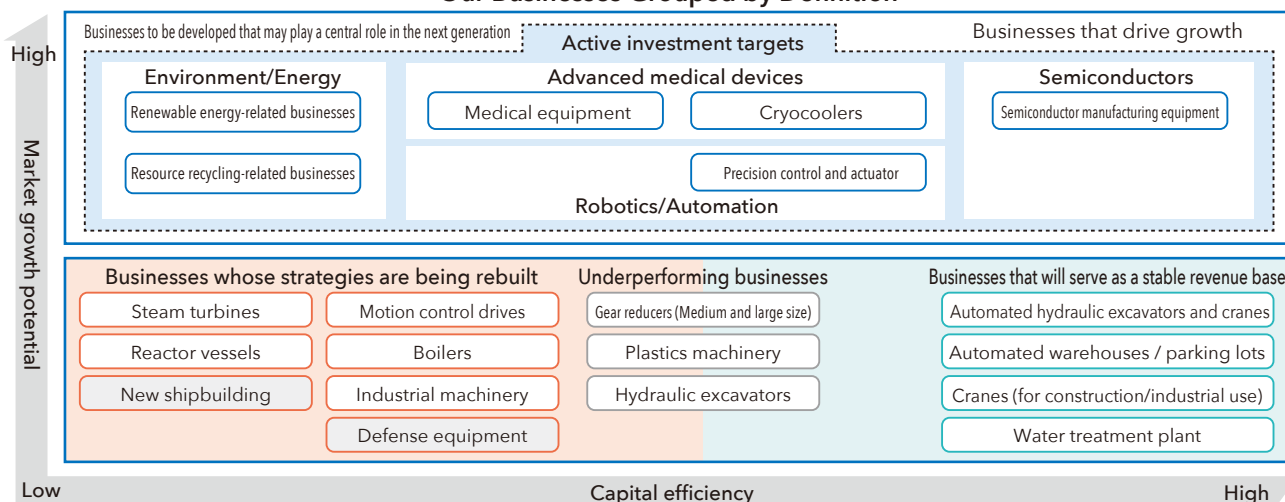 Our Businesses Grouped by Definition
High
Businesses to be developed that may play a central role in the next generation
Active investment targets
Businesses that drive growth
Environment/Energy
Renewable energy-related businesses
Resource recycling-related businesses
Advanced medical devices
Medical equipment
Cryocoolers
Precision control and actuator
Robotics/Automation
Semiconductors
Semiconductor manufacturing equipment
Market growth potential
Businesses whose strategies are being rebuilt
Steam turbines
Motion control drives
Reactor vessels
Boilers
New shipbuilding
Industrial machinery
Defense equipment
Underperforming businesses
Gear reducers (Medium and large size)
Plastics machinery
Hydraulic excavators
Businesses that will serve as a stable revenue base
Automated hydraulic excavators and cranes
Automated warehouses / parking lots
Cranes (for construction/industrial use)
Water treatment plant
Low
Capital efficiency
High